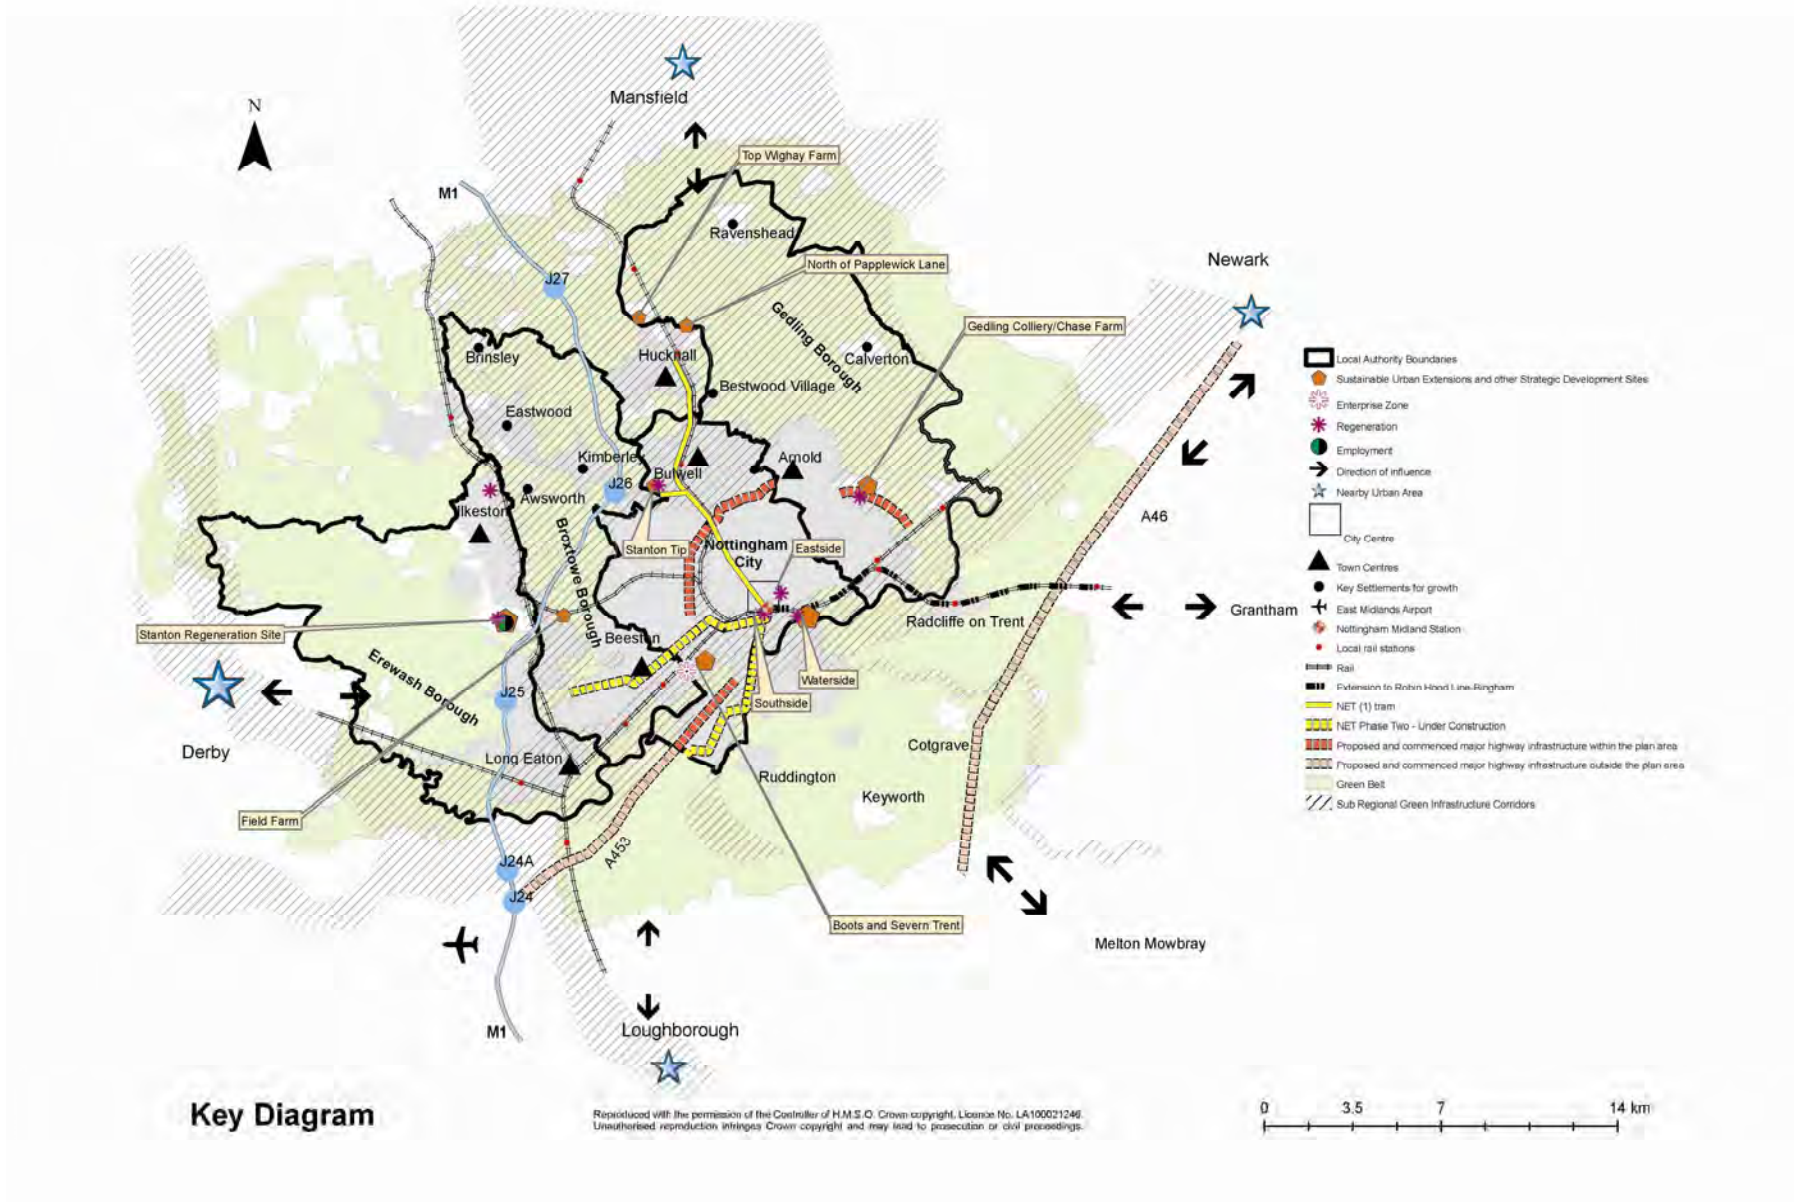 N
Mansfield
Top Wighay Farm
M1
Ravenshead
Newark
North of Papplewick Lane
J27
Gedling Borough
Gedling Colliery/Chase Farm
Brinsley
Hucknall
Calverton
Bestwood Village
Eastwood
Kimberley
Arnold
Bulwell
J26
Awsworth
Ilkeston
A46
Broxtowe Borough
Stanton Tip
Nottingham
City
Eastside
Grantham
Radcliffe on Trent
Stanton Regeneration Site
Beeston
Erewash Borough
Waterside
J25
Southside
Derby
Cotgrave
Long Eaton
Ruddington
Keyworth
Field Farm
A453
J24A
J24
Boots and Severn Trent
Melton Mowbray
M1
Loughborough
Local Authority Boundaries
Sustainable Urban Extensions and other Strategic Development Sites
Enterprise Zone
Regeneration
Employment
Direction of influence
Nearby Urban Area
City Centre
Town Centres
Key Settlements for growth
East Midlands Airport
Nottingham Midland Station
Local rail stations
Rail
Extension to Robin Hood Line-Bingham
NET (1) tram
NET Phase Two - Under Construction
Proposed and commenced major highway infrastructure within the plan area
Proposed and commenced major highway infrastructure outside the plan area
Green Belt
Sub Regional Green Infrastructure Corridors
Key Diagram
Reproduced with the permission of the Controller of H.M.S.O. Crown copyright, Licence No. LA100021246.
Unauthorised reproduction infringes Crown copyright and may lead to prosecution or civil proceedings.
0 3.5 7 14 km